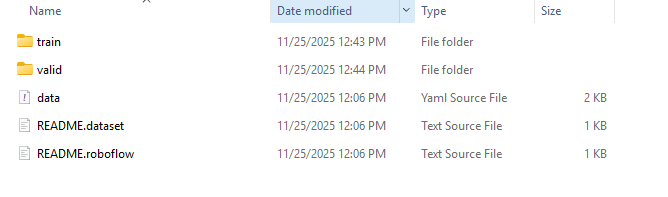 Name Date modified Type Size
train 11/25/2025 12:43 PM File folder
valid 11/25/2025 12:44 PM File folder
data 11/25/2025 12:06 PM Yaml Source File 2 KB
README.dataset 11/25/2025 12:06 PM Text Source File 1 KB
README.roboflow 11/25/2025 12:06 PM Text Source File 1 KB